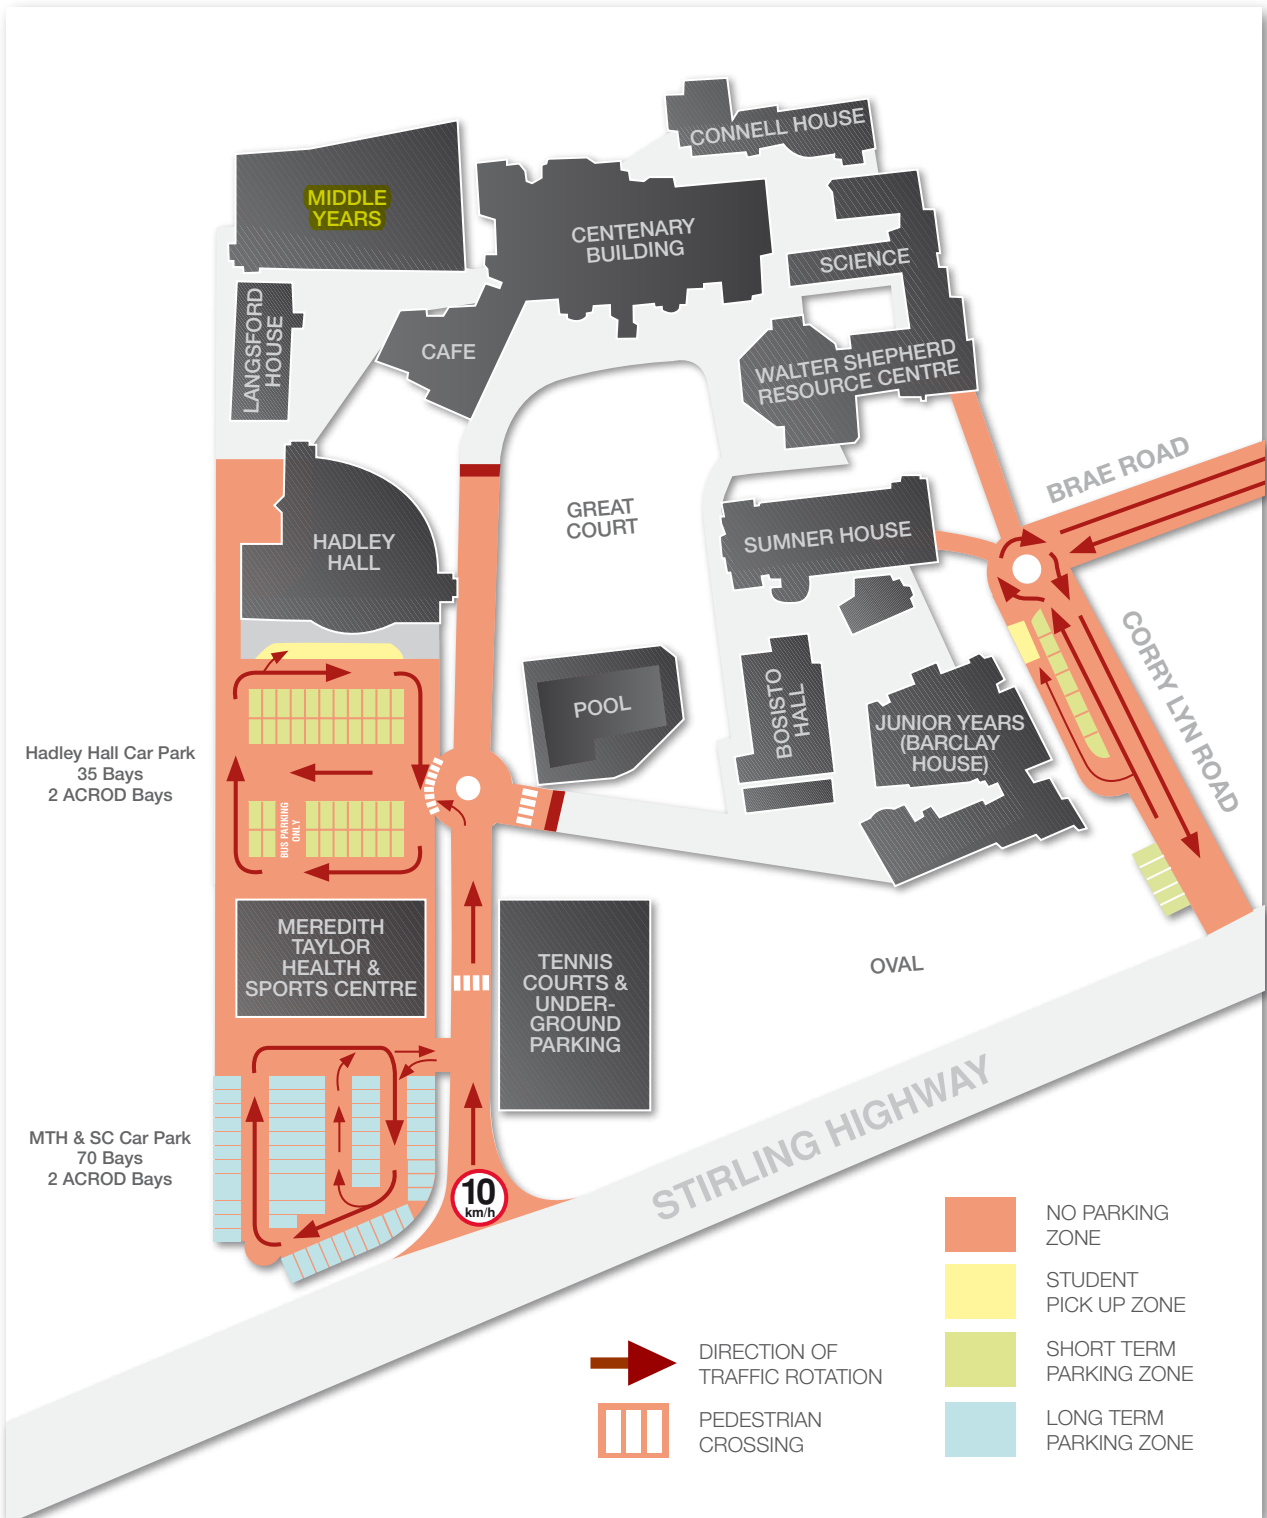 CONNELL HOUSE
MIDDLE
YEARS
CENTENARY
BUILDING
SCIENCE
LANGSFORD
HOUSE
CAFE
WALTER SHEPHERD
RESOURCE CENTRE
BRAE ROAD
GREAT
COURT
HADLEY
HALL
SUMNER HOUSE
CORRY LYN ROAD
POOL
BOSISTO
HALL
JUNIOR YEARS
(BARCLAY
HOUSE)
Hadley Hall Car Park
35 Bays
2 ACROD Bays
BUS PARKING
ONLY
MEREDITH
TAYLOR
HEALTH &
SPORTS CENTRE
TENNIS
COURTS &
UNDER-
GROUND
PARKING
OVAL
STIRLING HIGHWAY
MTH & SC Car Park
70 Bays
2 ACROD Bays
10
km/h
NO PARKING
ZONE
STUDENT
PICK UP ZONE
DIRECTION OF
TRAFFIC ROTATION
SHORT TERM
PARKING ZONE
PEDESTRIAN
CROSSING
LONG TERM
PARKING ZONE